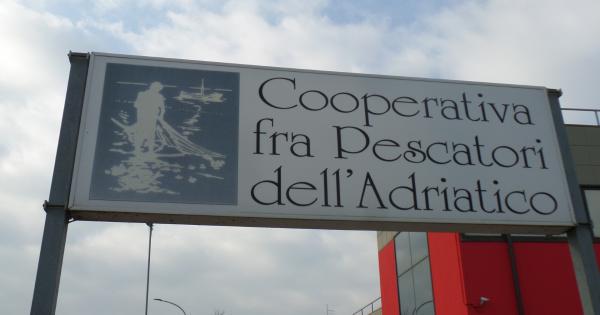 Cooperativa
fra Pescatori
dell'Adriatico